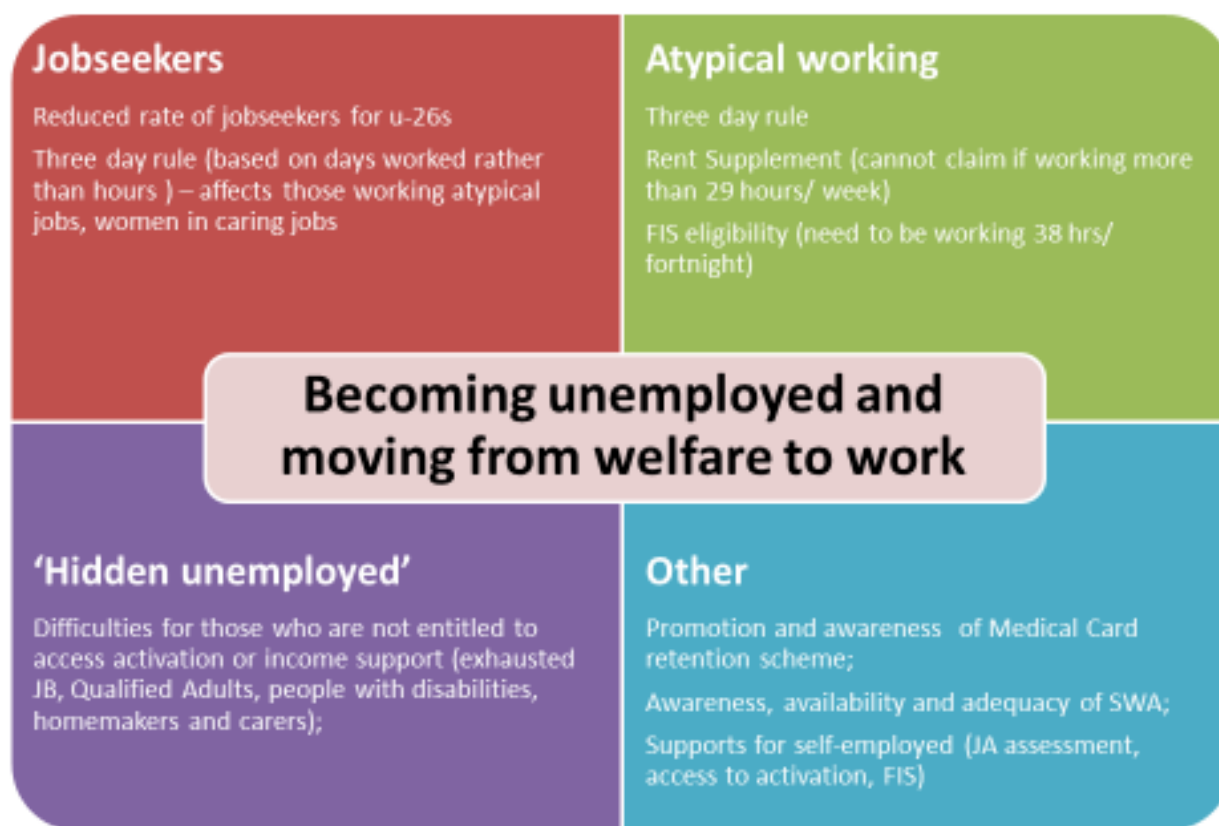 Jobseekers
Reduced rate of jobseekers for u-26s
Three day rule (based on days worked rather
than hours ) – affects those working atypical
jobs, women in caring jobs
Atypical working
Three day rule
Rent Supplement (cannot claim if working more
than 29 hours/ week)
FIS eligibility (need to be working 38 hrs/
fortnight)
Becoming unemployed and
moving from welfare to work
‘Hidden unemployed’
Difficulties for those who are not entitled to
access activation or income support (exhausted
JB, Qualified Adults, people with disabilities,
homemakers and carers);
Other
Promotion and awareness of Medical Card
retention scheme;
Awareness, availability and adequacy of SWA;
Supports for self-employed (JA assessment,
access to activation, FIS)